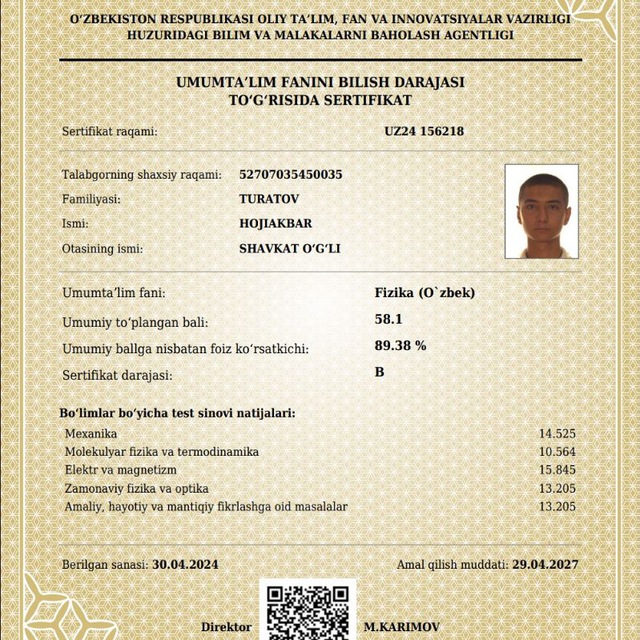 O‘ZBEKISTON RESPUBLIKASI OLIY TA’LIM, FAN VA INNOVATSIYALAR VAZIRLIGI
HUZURIDAGI BILIM VA MALAKALARNI BAHOLASH AGENTLIGI
UMUMTA’LIM FANINI BILISH DARAJASI
TO‘G‘RISIDA SERTIFIKAT
Sertifikat raqami: UZ24 156218
Talabgorning shaxsiy raqami: 52707035450035
Familiyasi: TURATOV
Ismi: HOJIAKBAR
Otasining ismi: SHAVKAT O‘G‘LI
Umumta’lim fani: Fizika (O`zbek)
Umumiy to‘plangan bali: 58.1
Umumiy ballga nisbatan foiz ko‘rsatkichi: 89.38 %
Sertifikat darajasi: B
Bo‘limlar bo‘yicha test sinovi natijalari:
Mexanika 14.525
Molekulyar fizika va termodinamika 10.564
Elektr va magnetizm 15.845
Zamonaviy fizika va optika 13.205
Amaliy, hayotiy va mantiqiy fikrlashga oid masalalar 13.205
Berilgan sanasi: 30.04.2024 Amal qilish muddati: 29.04.2027
Direktor M.KARIMOV